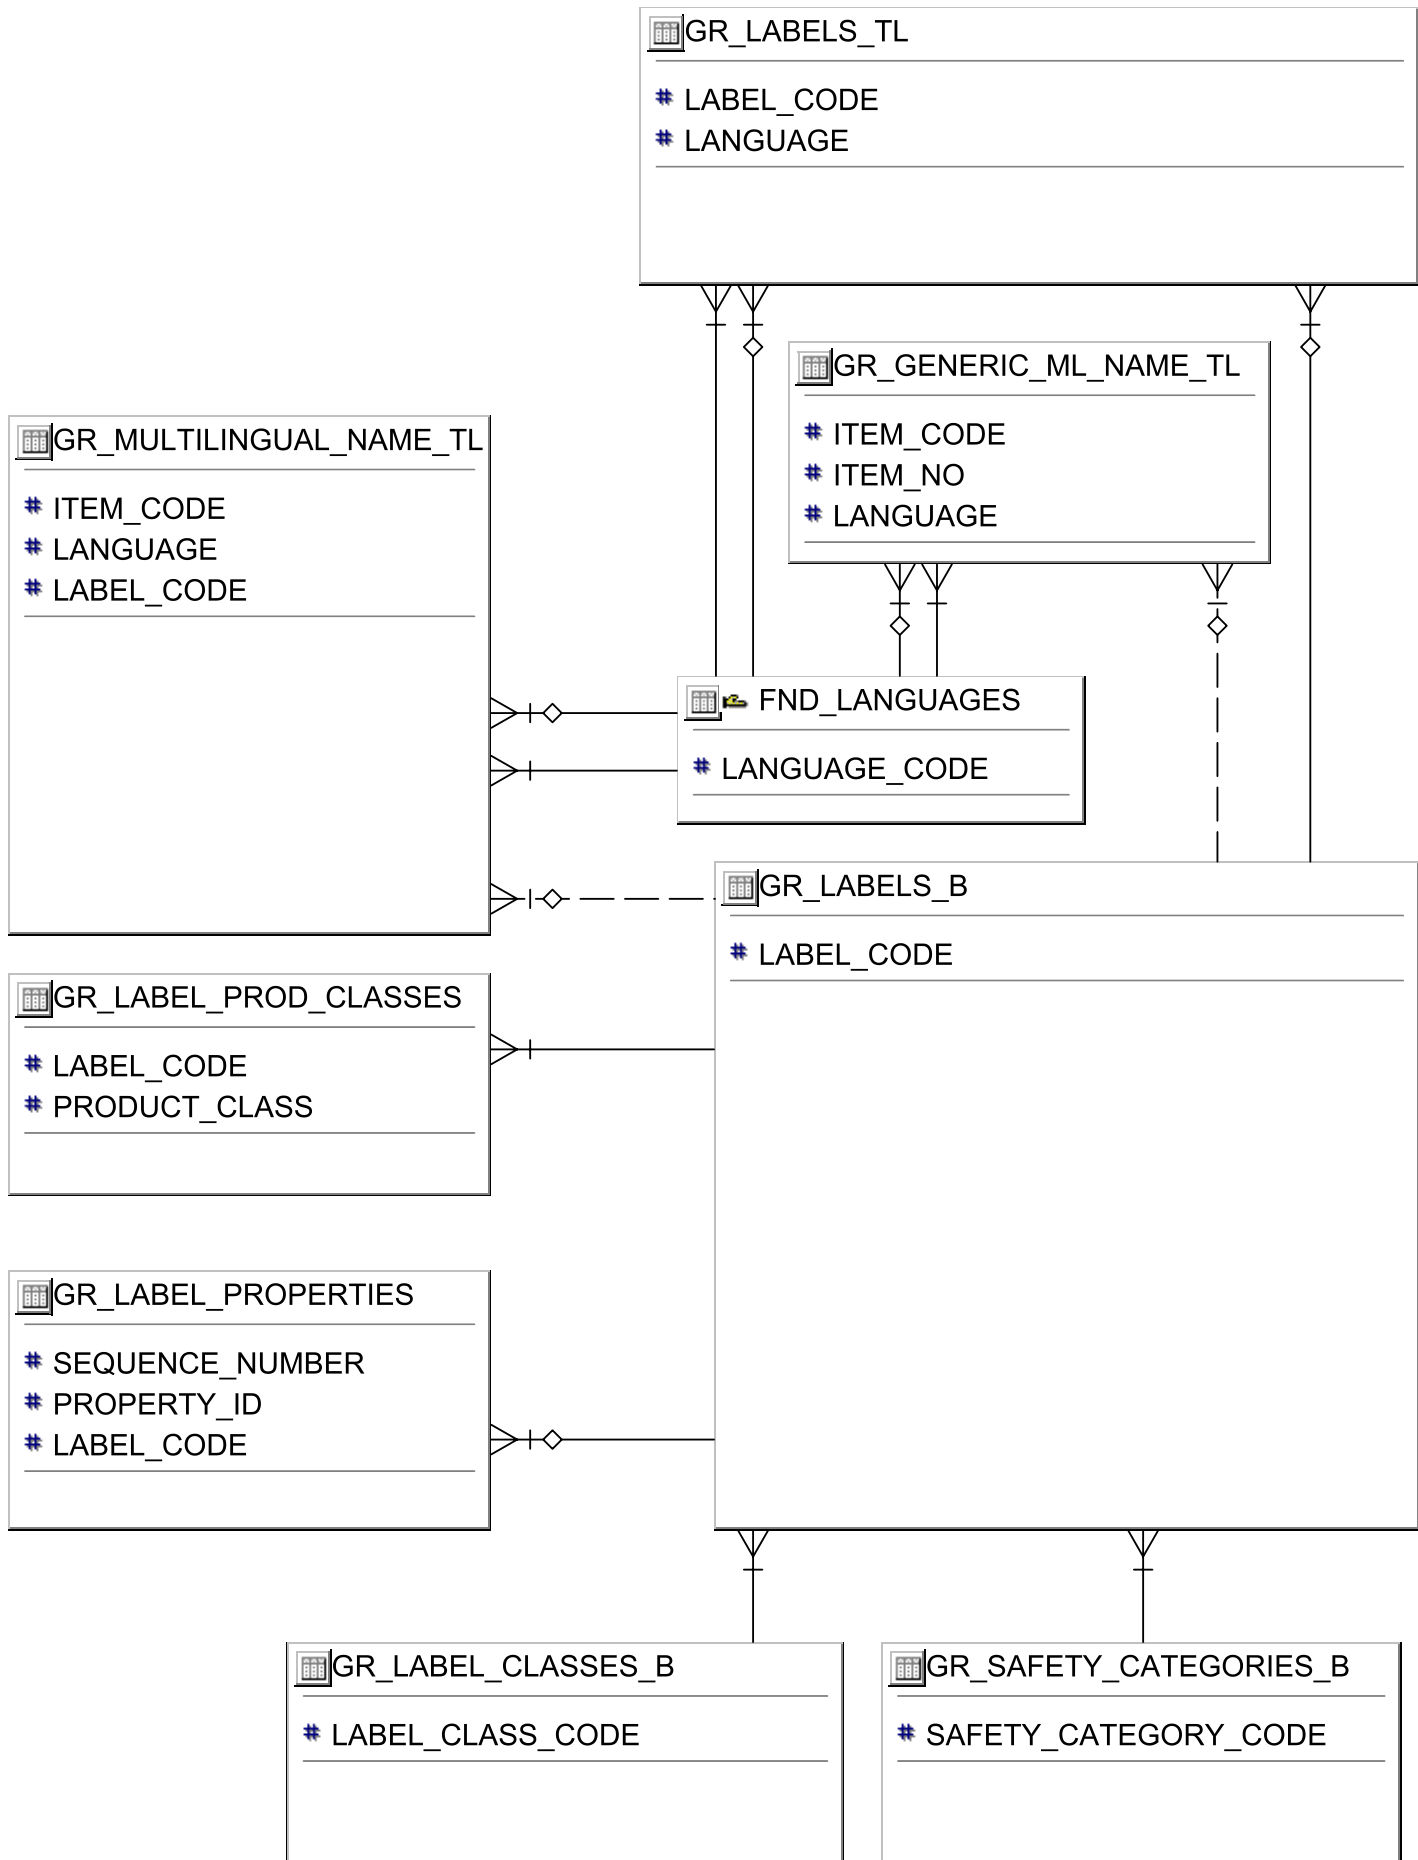 GR_LABELS_TL
# LABEL_CODE
# LANGUAGE
GR_GENERIC_ML_NAME_TL
# ITEM_CODE
# ITEM_NO
# LANGUAGE
GR_MULTILINGUAL_NAME_TL
# ITEM_CODE
# LANGUAGE
# LABEL_CODE
FND_LANGUAGES
# LANGUAGE_CODE
GR_LABELS_B
# LABEL_CODE
GR_LABEL_PROD_CLASSES
# LABEL_CODE
# PRODUCT_CLASS
GR_LABEL_PROPERTIES
# SEQUENCE_NUMBER
# PROPERTY_ID
# LABEL_CODE
GR_LABEL_CLASSES_B
# LABEL_CLASS_CODE
GR_SAFETY_CATEGORIES_B
# SAFETY_CATEGORY_CODE